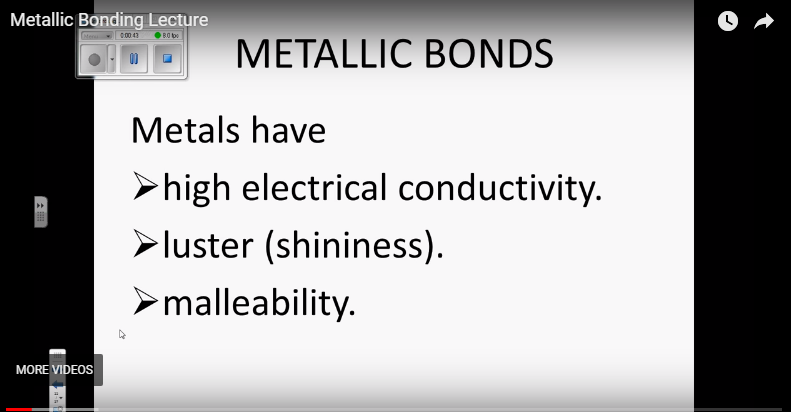 Metallic Bonding Lecture
0:00:43 8.0 fps
METALLIC BONDS
Metals have
➢high electrical conductivity.
➢luster (shininess).
➢malleability.
MORE VIDEOS